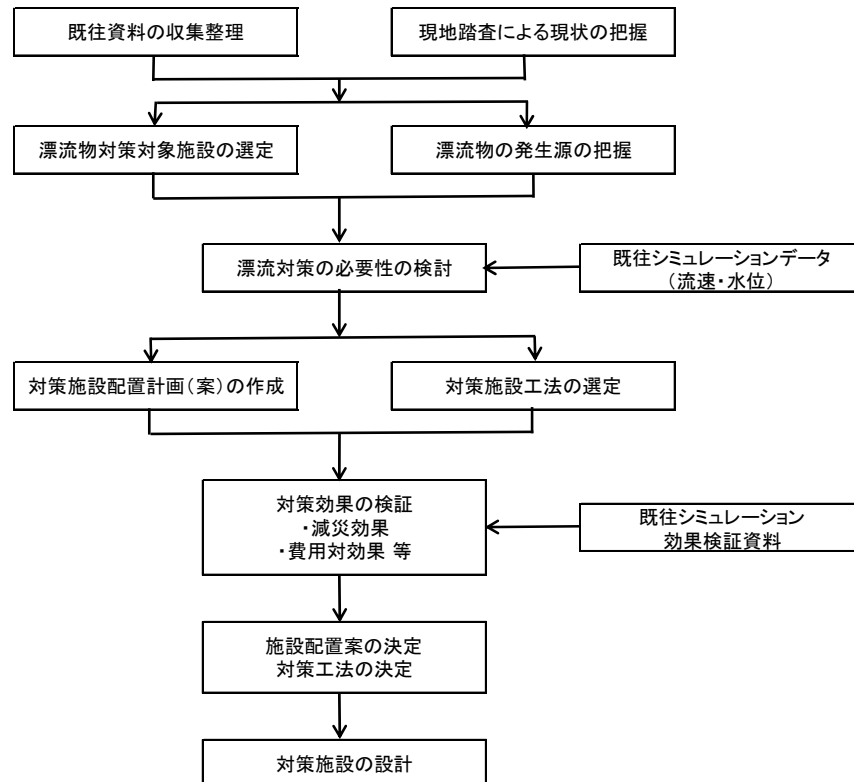 既往資料の収集整理
現地踏査による現状の把握
漂流物対策対象施設の選定
漂流物の発生源の把握
漂流対策の必要性の検討
既往シミュレーションデータ
(流速・水位)
対策施設配置計画(案)の作成
対策施設工法の選定
対策効果の検証
・減災効果
・費用対効果 等
既往シミュレーション
効果検証資料
施設配置案の決定
対策工法の決定
対策施設の設計